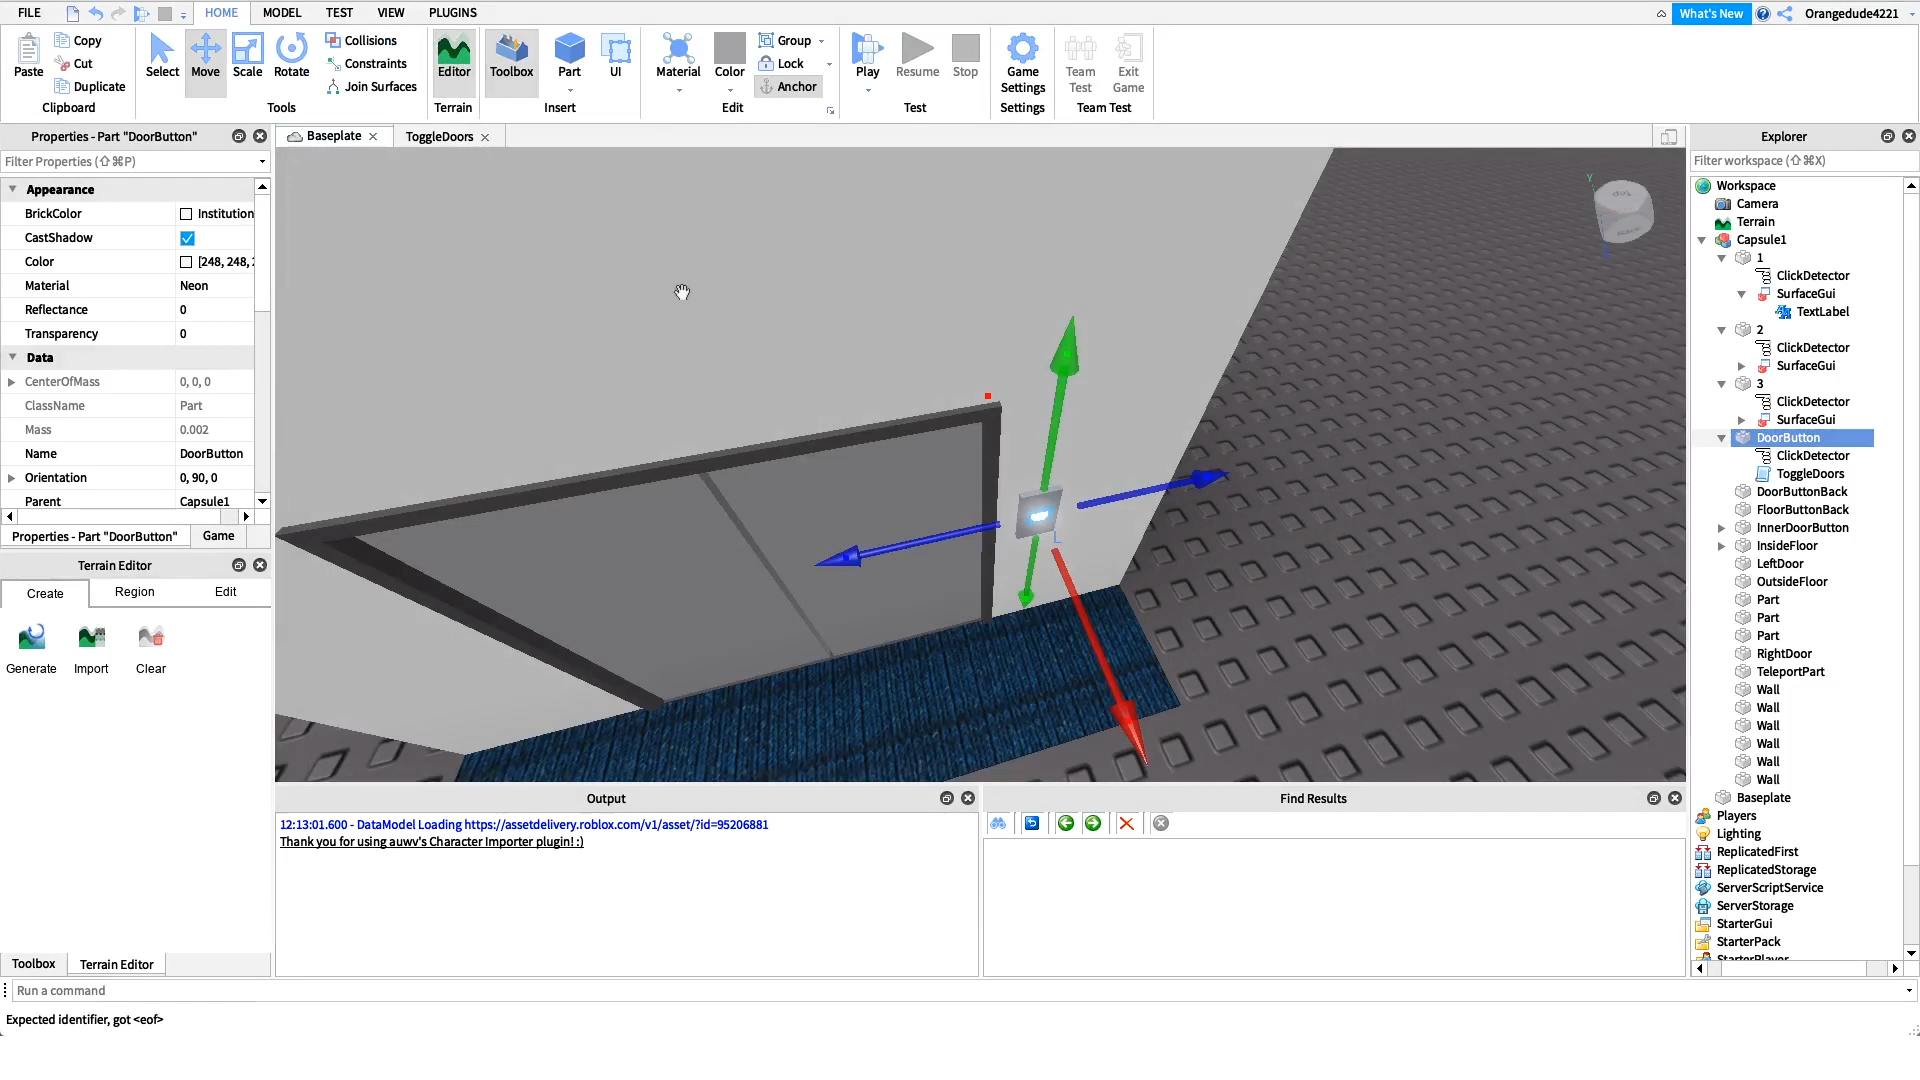 FILE HOME MODEL TEST VIEW PLUGINS What's New Orangedude4221
Paste Copy Cut Duplicate Clipboard
Select Move Scale Rotate Collisions Constraints Join Surfaces Tools
Editor Terrain
Toolbox Part UI Insert
Material Color Group Lock Anchor Edit
Play Resume Stop Test
Game Settings Settings
Team Test Exit Game Team Test
Properties - Part "DoorButton"
Filter Properties (⇧⌘P)
Appearance
BrickColor Institution
CastShadow
Color [248, 248, 2
Material Neon
Reflectance 0
Transparency 0
Data
CenterOfMass 0, 0, 0
ClassName Part
Mass 0.002
Name DoorButton
Orientation 0, 90, 0
Parent Capsule1
Properties - Part "DoorButton" Game
Terrain Editor
Create Region Edit
Generate Import Clear
Toolbox Terrain Editor
Baseplate ToggleDoors
Y
Output
12:13:01.600 - DataModel Loading https://assetdelivery.roblox.com/v1/asset/?id=95206881
Thank you for using auwv's Character Importer plugin! :)
Find Results
Explorer
Filter workspace (⇧⌘X)
Workspace
Camera
Terrain
Capsule1
1
ClickDetector
SurfaceGui
TextLabel
2
ClickDetector
SurfaceGui
3
ClickDetector
SurfaceGui
DoorButton
ClickDetector
ToggleDoors
DoorButtonBack
FloorButtonBack
InnerDoorButton
InsideFloor
LeftDoor
OutsideFloor
Part
Part
Part
RightDoor
TeleportPart
Wall
Wall
Wall
Wall
Wall
Wall
Baseplate
Players
Lighting
ReplicatedFirst
ReplicatedStorage
ServerScriptService
ServerStorage
StarterGui
StarterPack
StarterPlayer
Run a command
Expected identifier, got <eof>